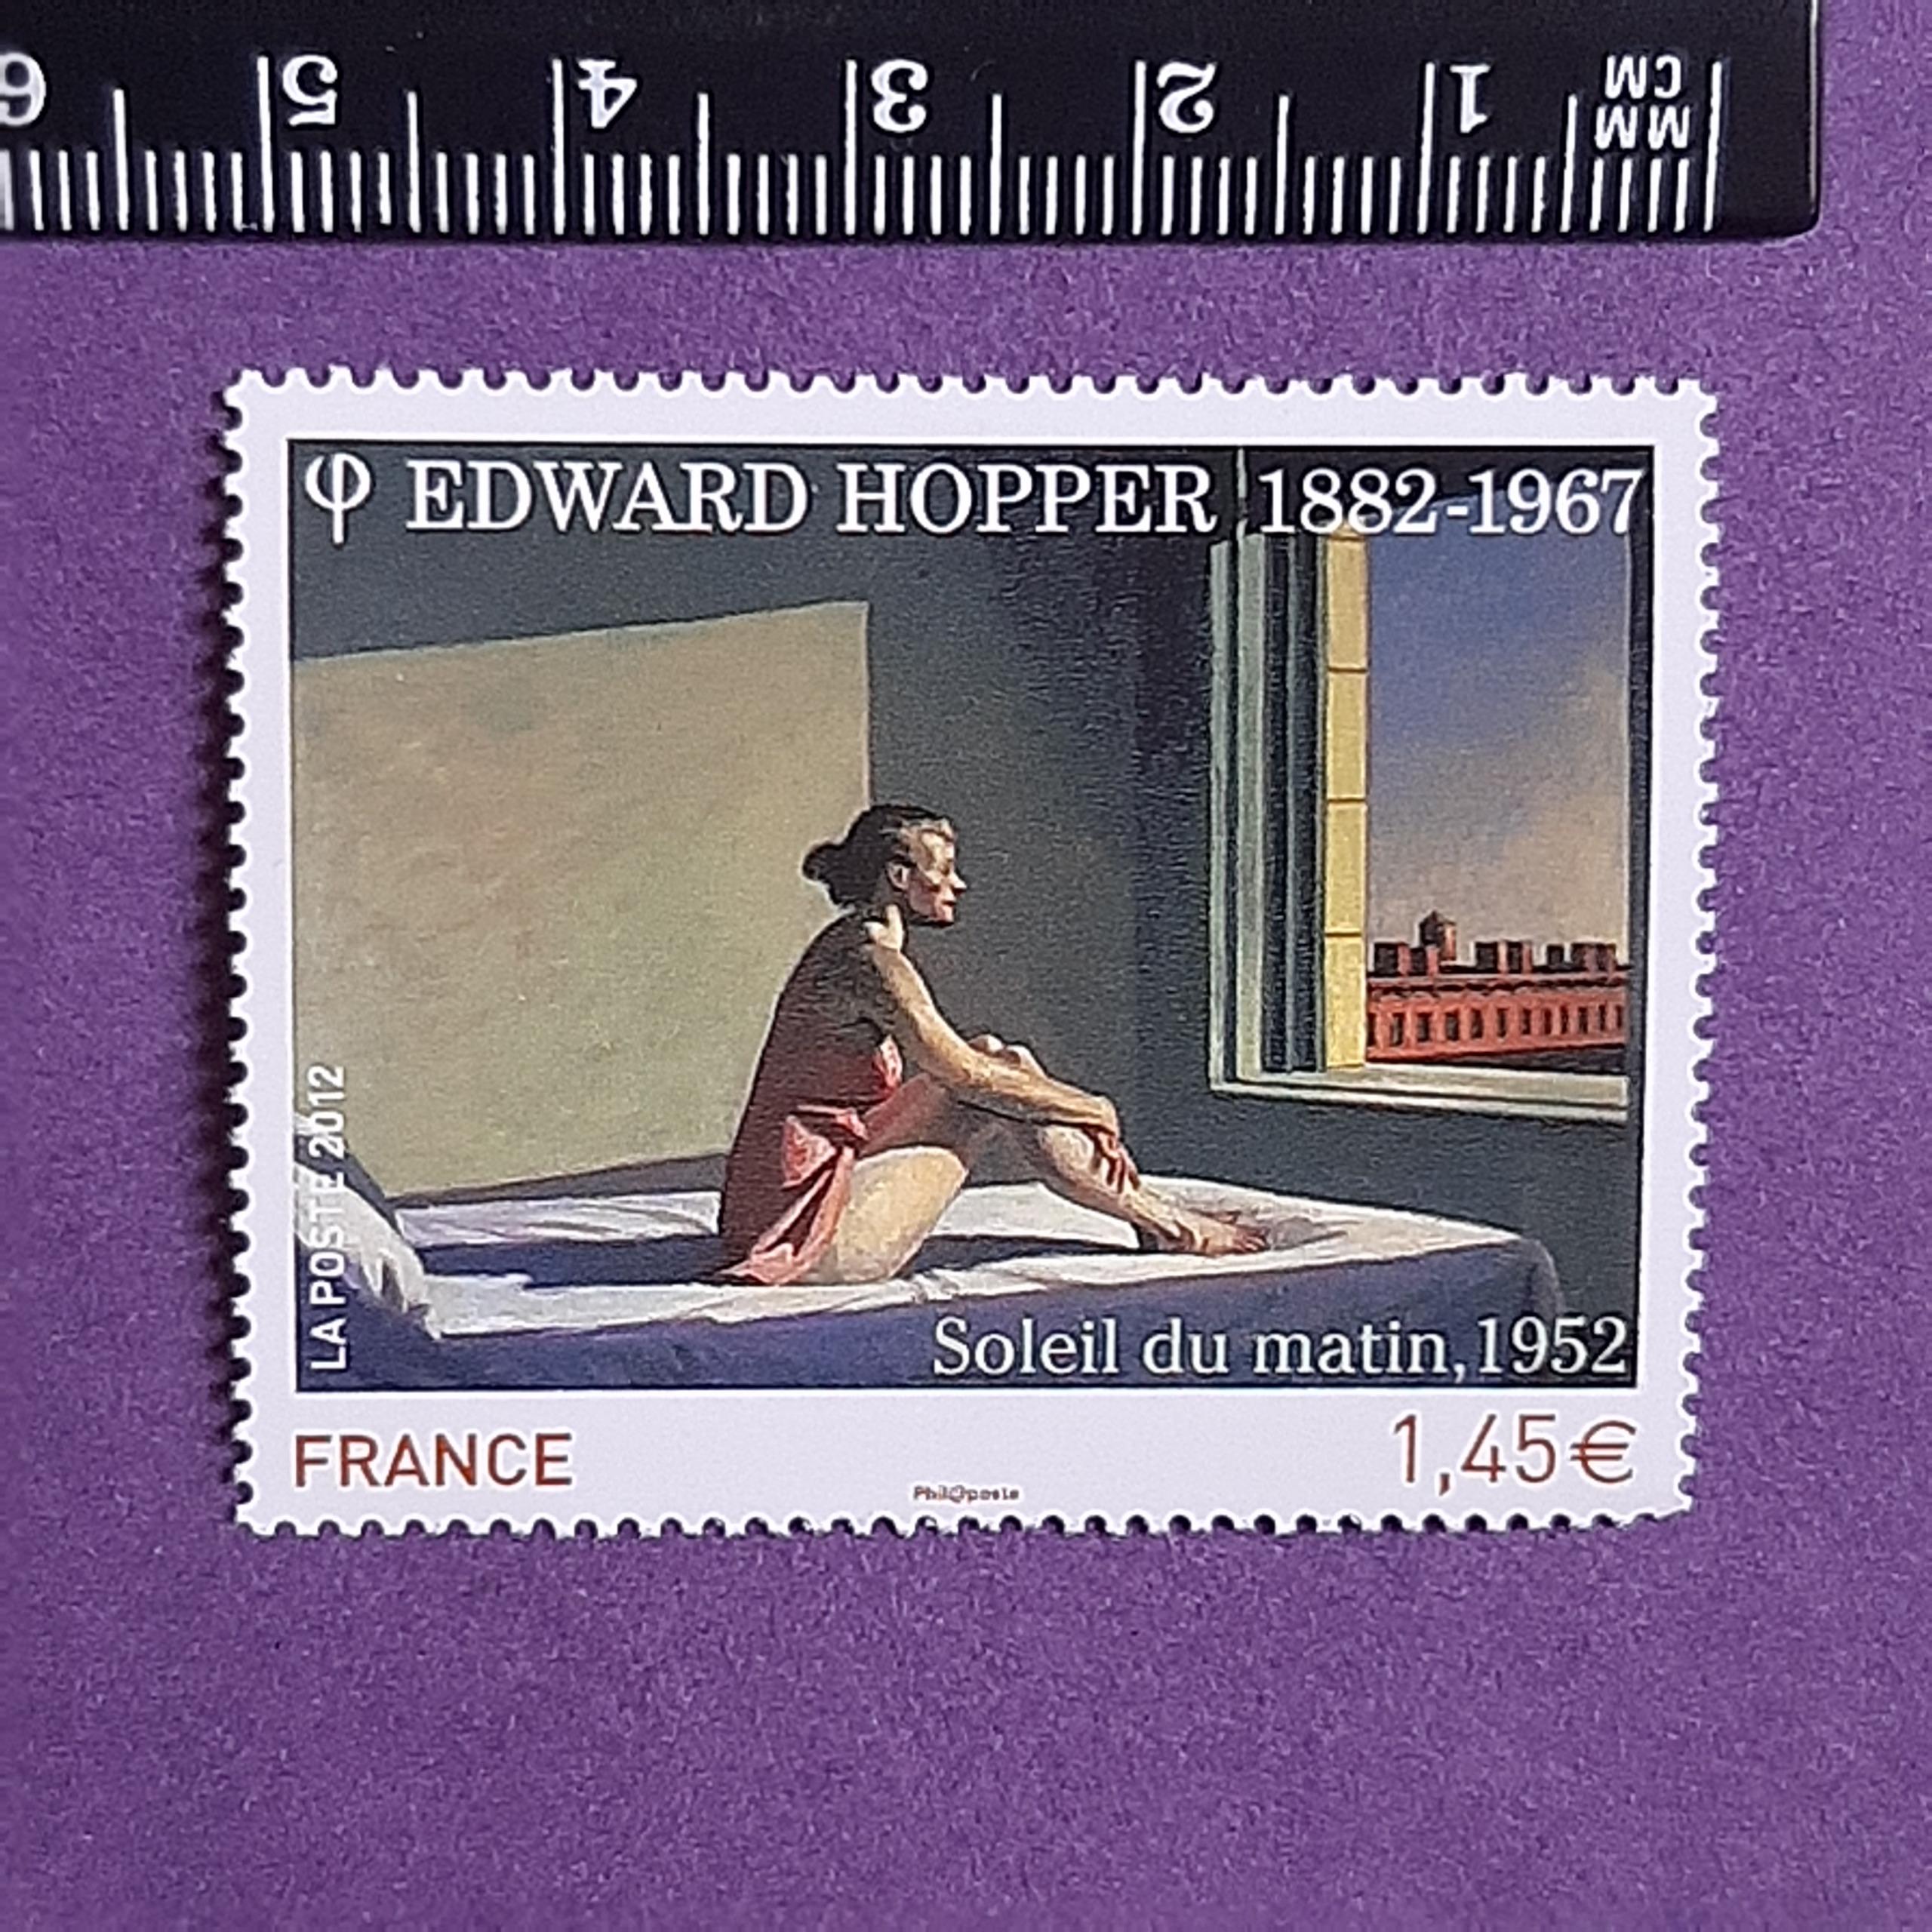 6 5 4 3 2 1 MM
CM
MM
φ EDWARD HOPPER 1882-1967
LA POSTE 2012
Soleil du matin, 1952
FRANCE
1,45€
Phil@poste